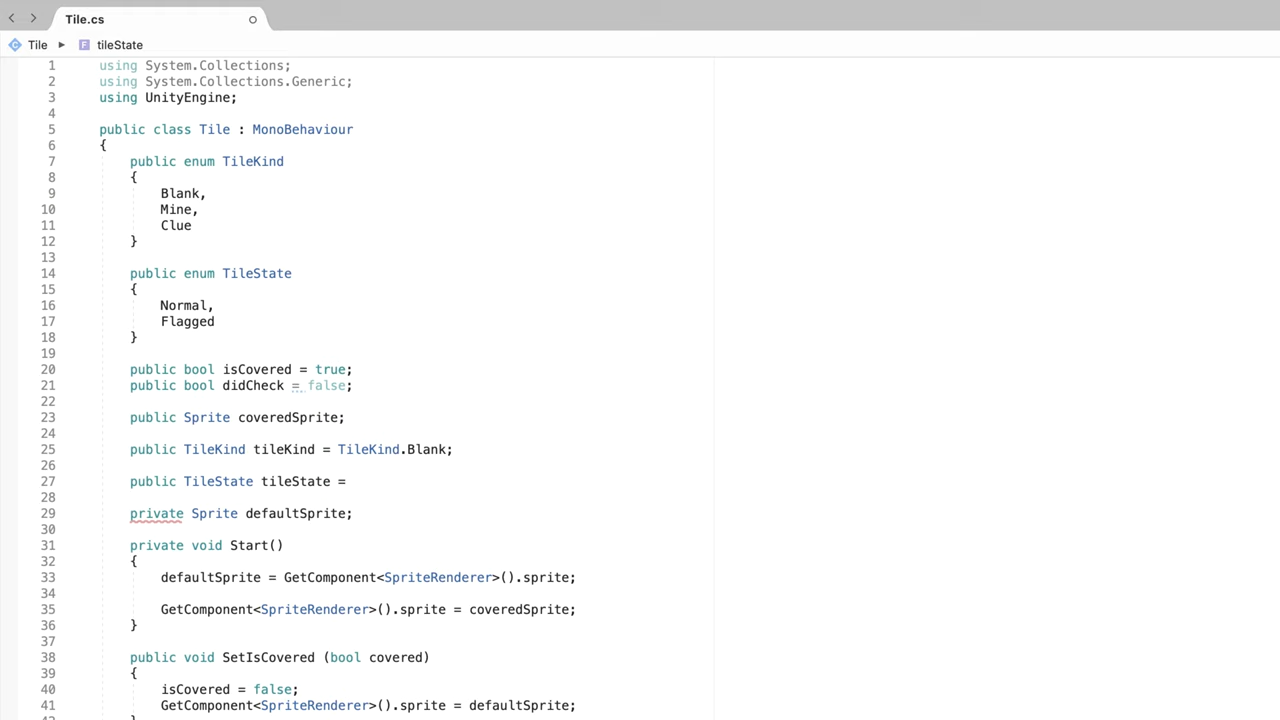 Tile.cs
Tile ▸ F tileState
1 using System.Collections;
2 using System.Collections.Generic;
3 using UnityEngine;
4
5 public class Tile : MonoBehaviour
6 {
7 public enum TileKind
8 {
9 Blank,
10 Mine,
11 Clue
12 }
13
14 public enum TileState
15 {
16 Normal,
17 Flagged
18 }
19
20 public bool isCovered = true;
21 public bool didCheck = false;
22
23 public Sprite coveredSprite;
24
25 public TileKind tileKind = TileKind.Blank;
26
27 public TileState tileState =
28
29 private Sprite defaultSprite;
30
31 private void Start()
32 {
33 defaultSprite = GetComponent<SpriteRenderer>().sprite;
34
35 GetComponent<SpriteRenderer>().sprite = coveredSprite;
36 }
37
38 public void SetIsCovered (bool covered)
39 {
40 isCovered = false;
41 GetComponent<SpriteRenderer>().sprite = defaultSprite;